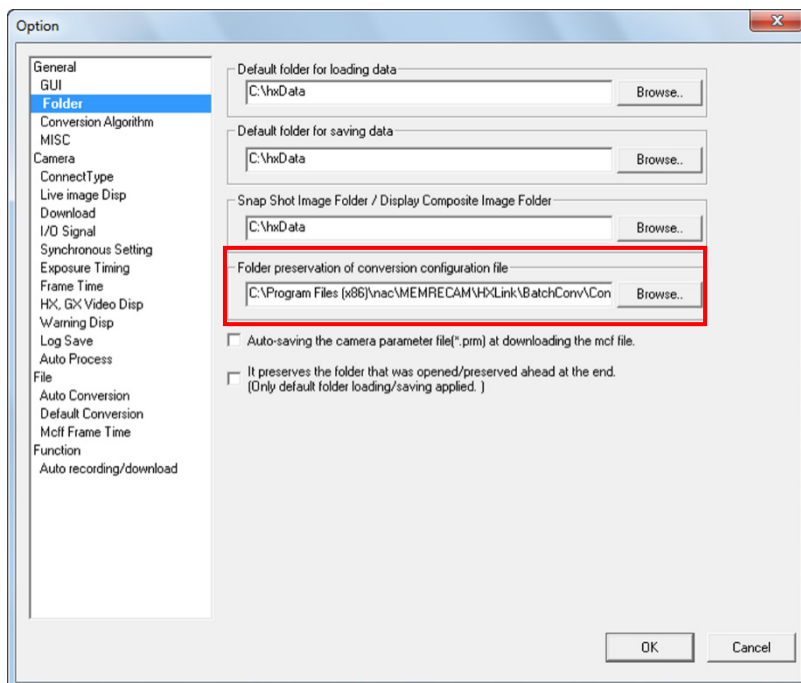 Option
General
GUI
Folder
Conversion Algorithm
MISC
Camera
ConnectType
Live image Disp
Download
I/O Signal
Synchronous Setting
Exposure Timing
Frame Time
HX, GX Video Disp
Warning Disp
Log Save
Auto Process
File
Auto Conversion
Default Conversion
Mcff Frame Time
Function
Auto recording/download
Default folder for loading data
C:\hxData
Browse..
Default folder for saving data
C:\hxData
Browse..
Snap Shot Image Folder / Display Composite Image Folder
C:\hxData
Browse..
Folder preservation of conversion configuration file
C:\Program Files (x86)\nac\MEMRECAM\HXLink\BatchConv\Con
Browse..
Auto-saving the camera parameter file(*.prm) at downloading the mcf file.
It preserves the folder that was opened/preserved ahead at the end.
(Only default folder loading/saving applied. )
OK
Cancel